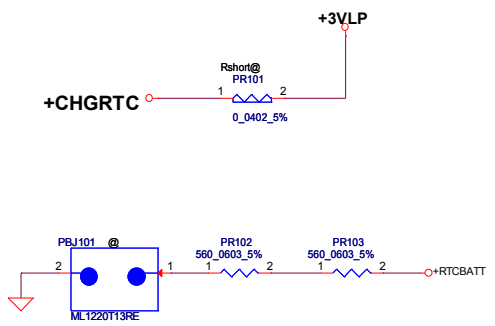 +3VLP
Rshort@
PR101
+CHGRTC
1 2
0_0402_5%
PBJ101 @
PR102
PR103
560_0603_5%
560_0603_5%
2 1 1 2 1 2
+RTCBATT
ML1220T13RE